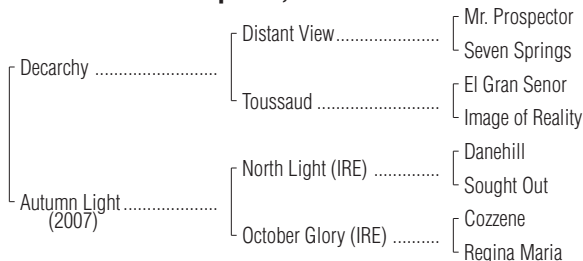 Mr. Prospector
Distant View....................
Seven Springs
Decarchy ........................
El Gran Senor
Toussaud ........................
Image of Reality
Danehill
North Light (IRE) .............
Sought Out
Autumn Light...................
(2007)
Cozzene
October Glory (IRE) .........
Regina Maria